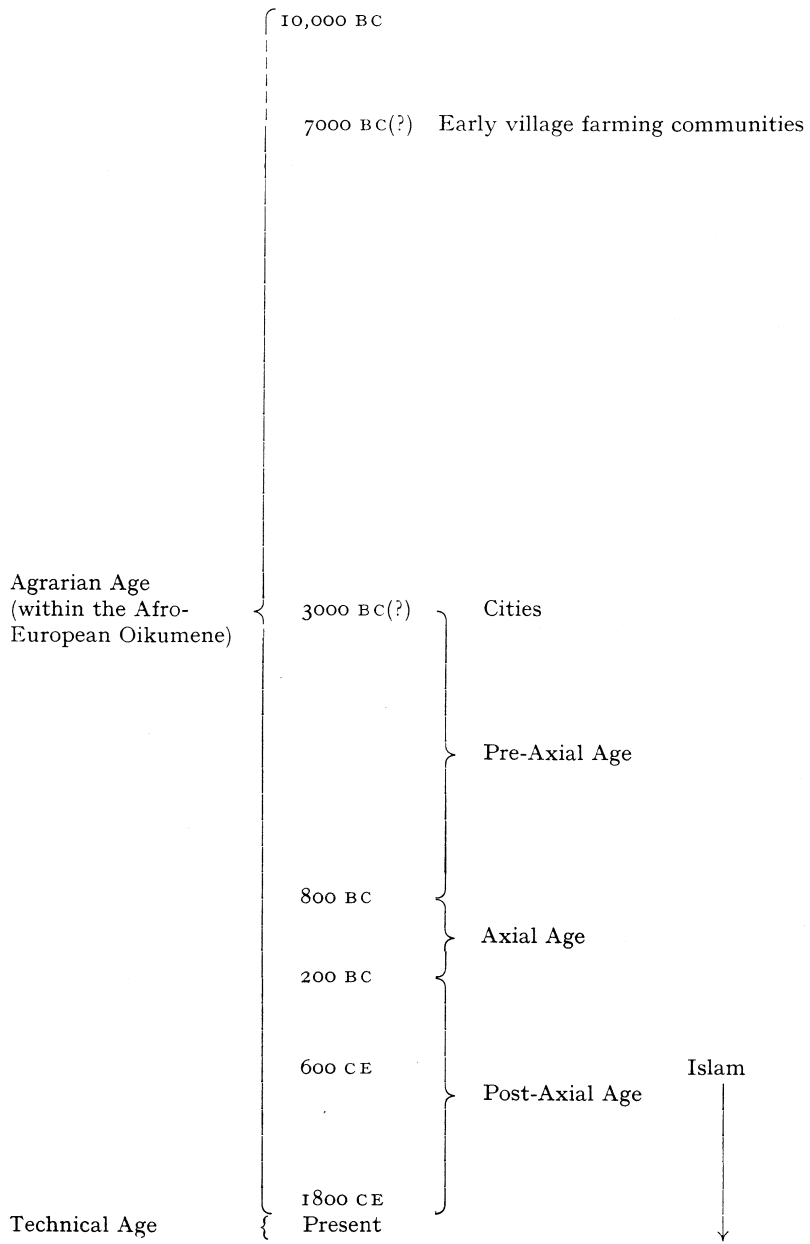 10,000 BC
7000 BC(?) Early village farming communities
Agrarian Age
(within the Afro-
European Oikumene)
3000 BC(?) Cities
Pre-Axial Age
800 BC
Axial Age
200 BC
600 CE Islam
Post-Axial Age
1800 CE
Technical Age Present